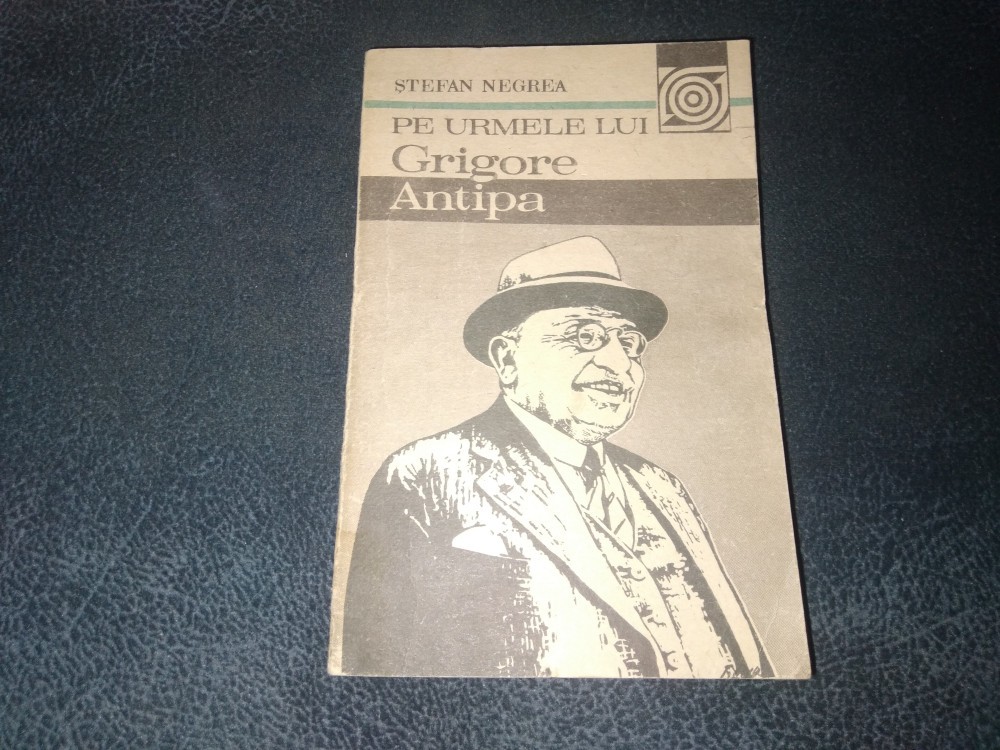 ȘTEFAN NEGREA
PE URMELE LUI
Grigore
Antipa